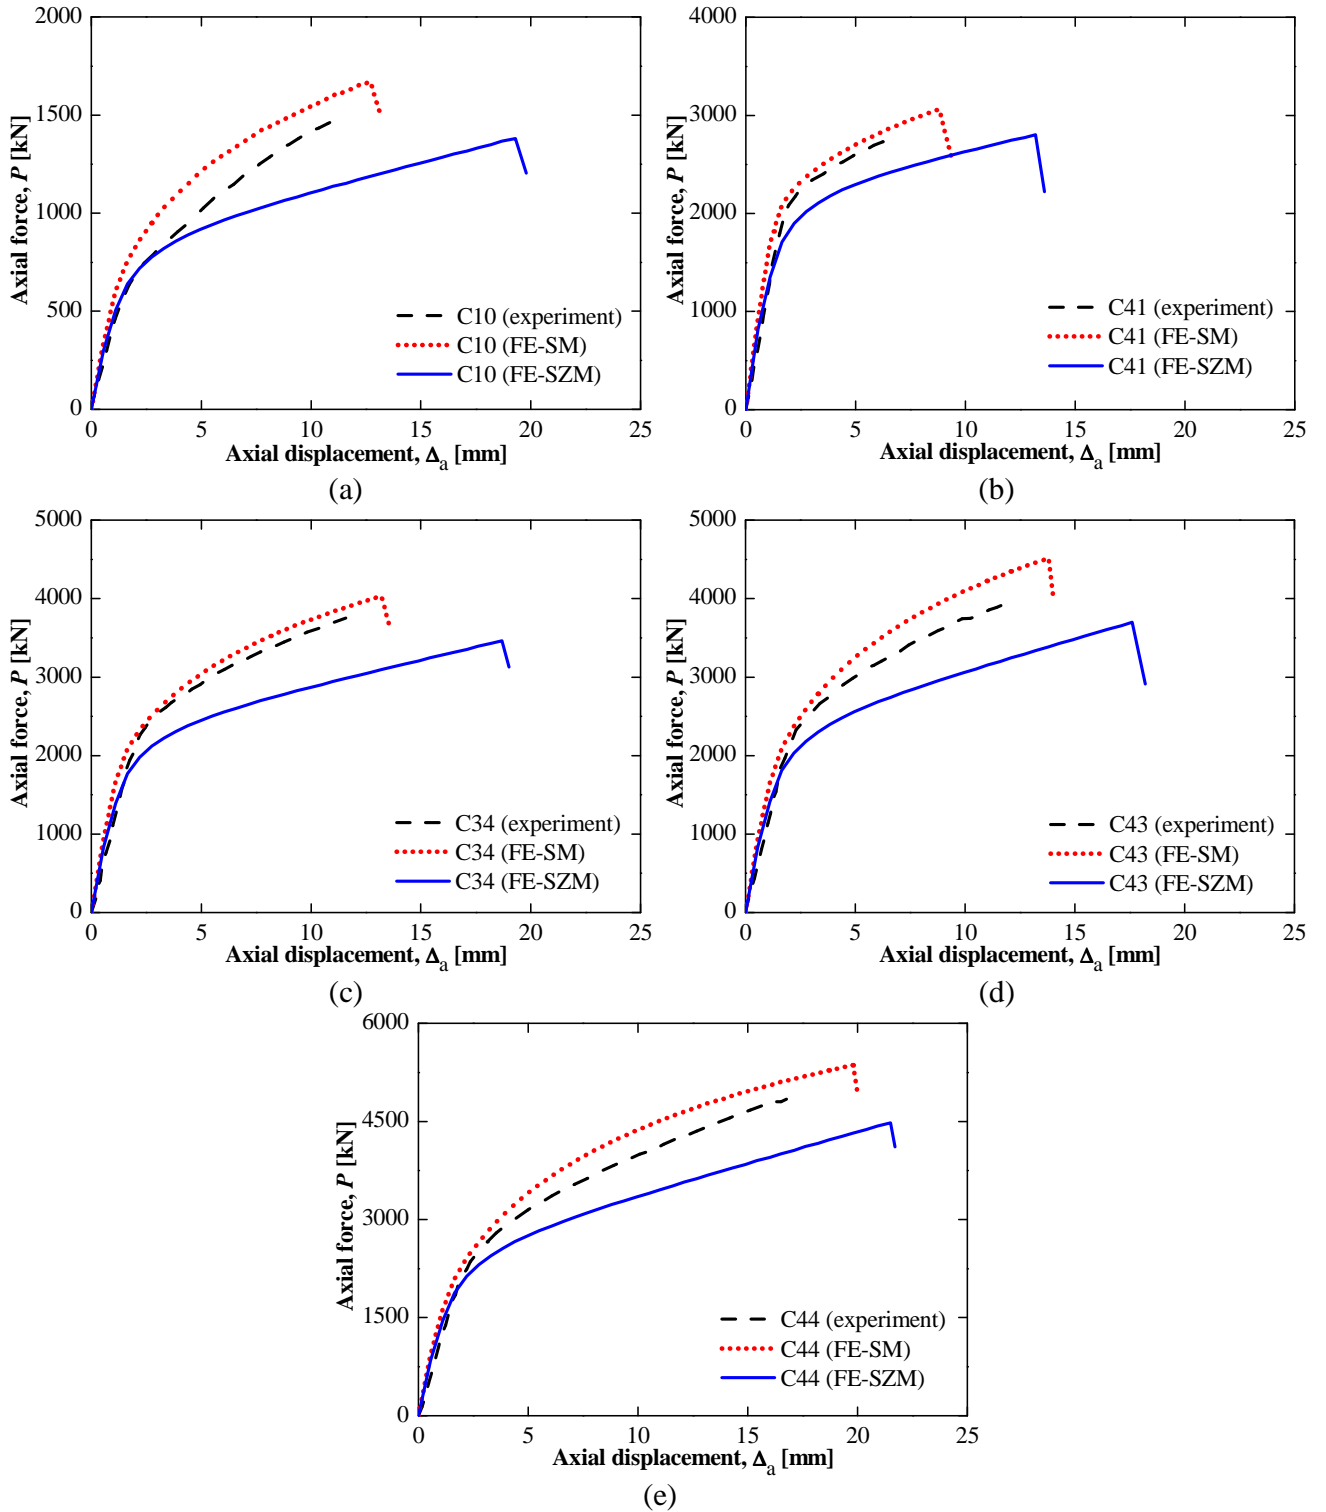 2000
1500
1000
500
0
Axial force, P [kN]
C10 (experiment)
C10 (FE-SM)
C10 (FE-SZM)
0 5 10 15 20 25
Axial displacement, Δa [mm]
(a)
4000
3000
2000
1000
0
Axial force, P [kN]
C41 (experiment)
C41 (FE-SM)
C41 (FE-SZM)
0 5 10 15 20 25
Axial displacement, Δa [mm]
(b)
5000
4000
3000
2000
1000
0
Axial force, P [kN]
C34 (experiment)
C34 (FE-SM)
C34 (FE-SZM)
0 5 10 15 20 25
Axial displacement, Δa [mm]
(c)
5000
4000
3000
2000
1000
0
Axial force, P [kN]
C43 (experiment)
C43 (FE-SM)
C43 (FE-SZM)
0 5 10 15 20 25
Axial displacement, Δa [mm]
(d)
6000
4500
3000
1500
0
Axial force, P [kN]
C44 (experiment)
C44 (FE-SM)
C44 (FE-SZM)
0 5 10 15 20 25
Axial displacement, Δa [mm]
(e)